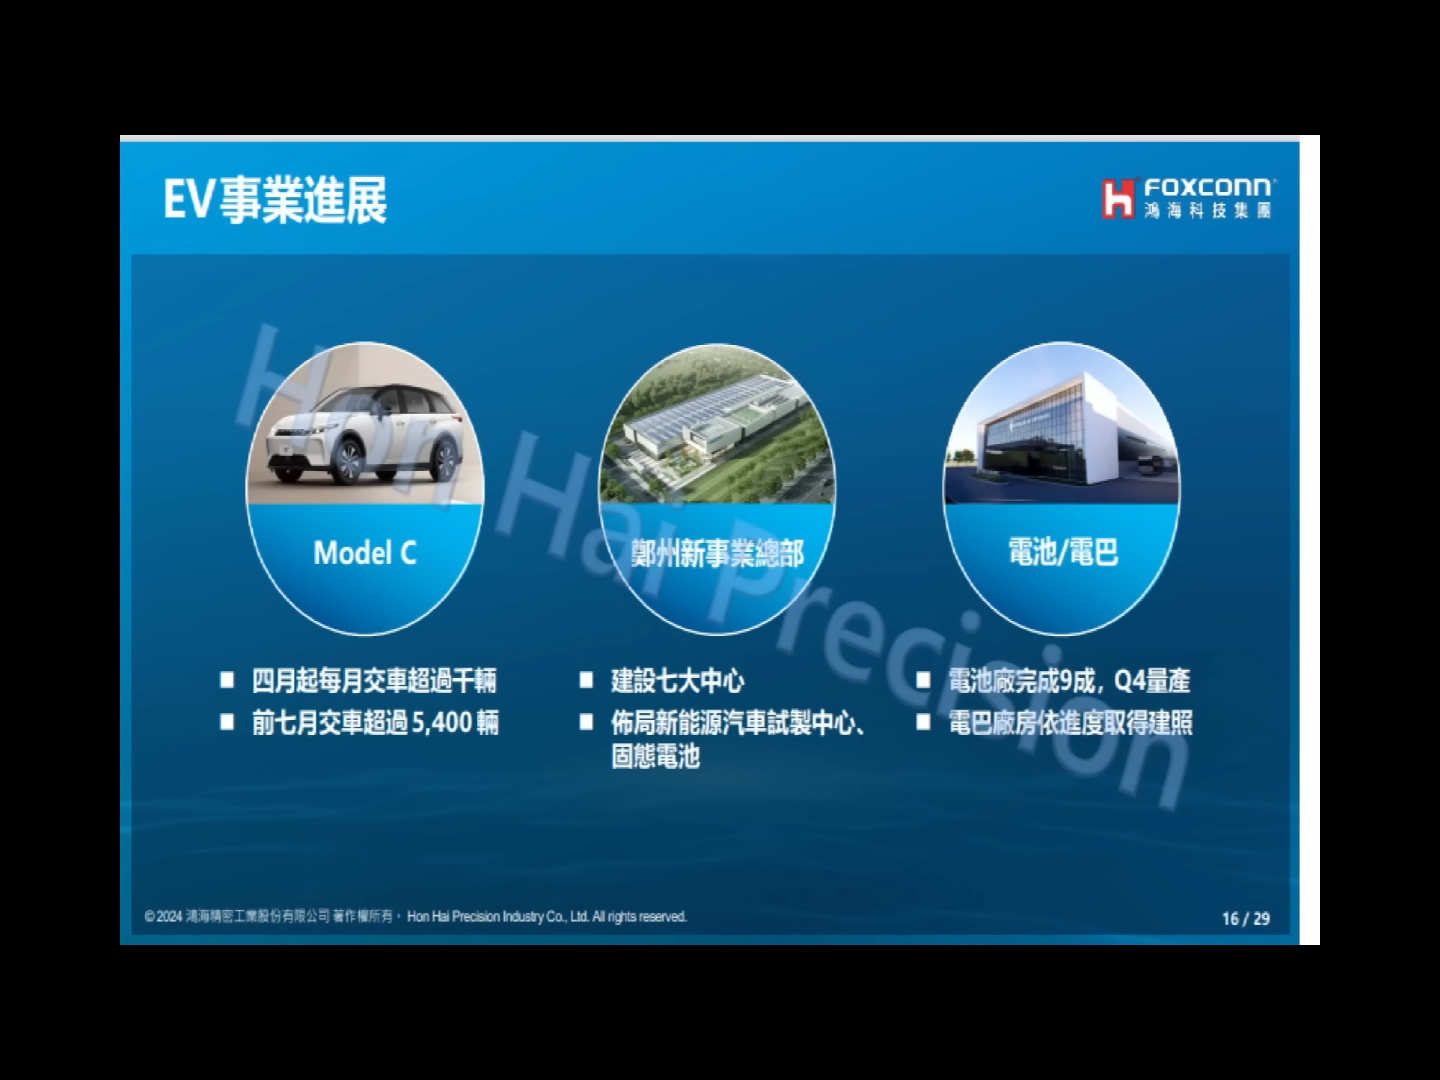 EV事業進展
FOXCONN
鴻海科技集團
Model C
鄭州新事業總部
電池/電巴
■ 四月起每月交車超過千輛
■ 前七月交車超過5,400輛
■ 建設七大中心
■ 佈局新能源汽車試製中心、
固態電池
■ 電池廠完成9成, Q4量產
■ 電巴廠房依進度取得建照
Hon Hai Precision
© 2024 鴻海精密工業股份有限公司 著作權所有。 Hon Hai Precision Industry Co., Ltd. All rights reserved.
16 / 29